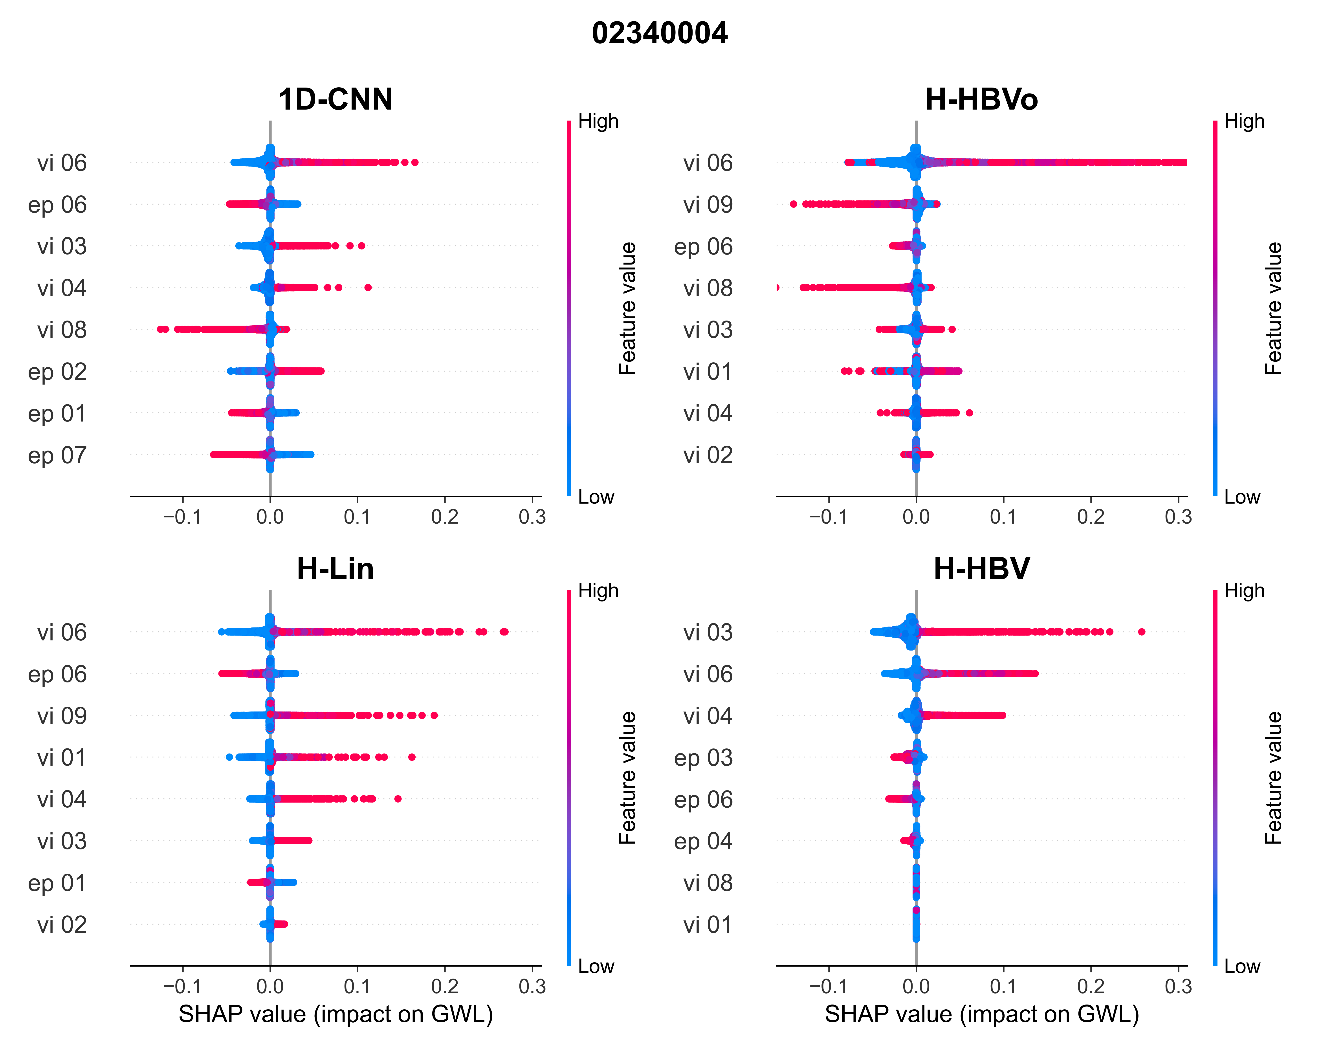 02340004
1D-CNN
High
vi 06
ep 06
vi 03
vi 04
vi 08
ep 02
ep 01
ep 07
Feature value
Low
−0.1 0.0 0.1 0.2 0.3
H-HBVo
High
vi 06
vi 09
ep 06
vi 08
vi 03
vi 01
vi 04
vi 02
Feature value
Low
−0.1 0.0 0.1 0.2 0.3
H-Lin
High
vi 06
ep 06
vi 09
vi 01
vi 04
vi 03
ep 01
vi 02
Feature value
Low
−0.1 0.0 0.1 0.2 0.3
SHAP value (impact on GWL)
H-HBV
High
vi 03
vi 06
vi 04
ep 03
ep 06
ep 04
vi 08
vi 01
Feature value
Low
−0.1 0.0 0.1 0.2 0.3
SHAP value (impact on GWL)